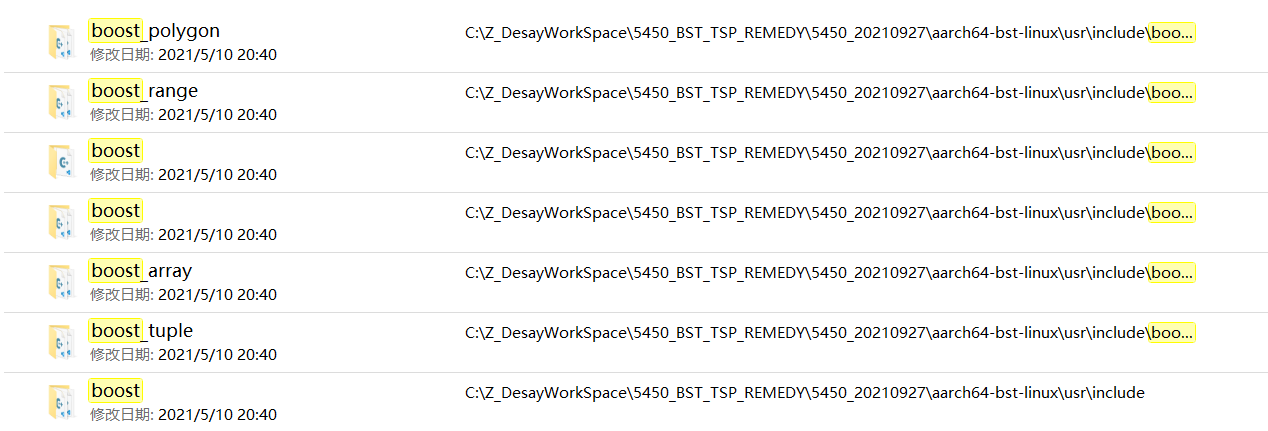 boost_polygon C:\Z_DesayWorkSpace\5450_BST_TSP_REMEDY\5450_20210927\aarch64-bst-linux\usr\include\boo...
修改日期: 2021/5/10 20:40
boost_range C:\Z_DesayWorkSpace\5450_BST_TSP_REMEDY\5450_20210927\aarch64-bst-linux\usr\include\boo...
修改日期: 2021/5/10 20:40
boost C:\Z_DesayWorkSpace\5450_BST_TSP_REMEDY\5450_20210927\aarch64-bst-linux\usr\include\boo...
修改日期: 2021/5/10 20:40
boost C:\Z_DesayWorkSpace\5450_BST_TSP_REMEDY\5450_20210927\aarch64-bst-linux\usr\include\boo...
修改日期: 2021/5/10 20:40
boost_array C:\Z_DesayWorkSpace\5450_BST_TSP_REMEDY\5450_20210927\aarch64-bst-linux\usr\include\boo...
修改日期: 2021/5/10 20:40
boost_tuple C:\Z_DesayWorkSpace\5450_BST_TSP_REMEDY\5450_20210927\aarch64-bst-linux\usr\include\boo...
修改日期: 2021/5/10 20:40
boost C:\Z_DesayWorkSpace\5450_BST_TSP_REMEDY\5450_20210927\aarch64-bst-linux\usr\include
修改日期: 2021/5/10 20:40